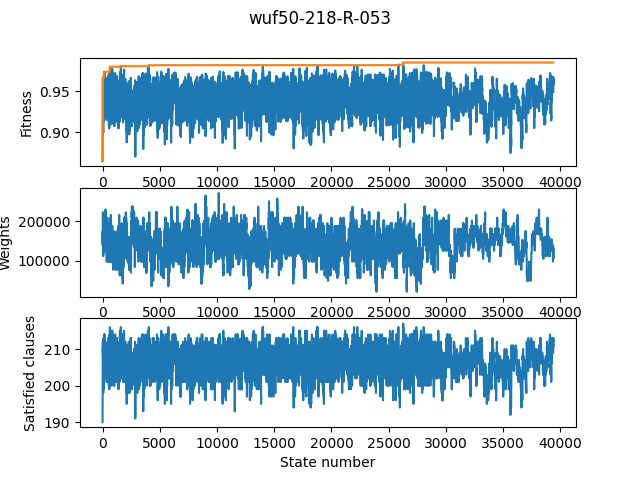 wuf50-218-R-053
Fitness
0.95
0.90
0 5000 10000 15000 20000 25000 30000 35000 40000
Weights
200000
100000
0 5000 10000 15000 20000 25000 30000 35000 40000
Satisfied clauses
210
200
190
0 5000 10000 15000 20000 25000 30000 35000 40000
State number